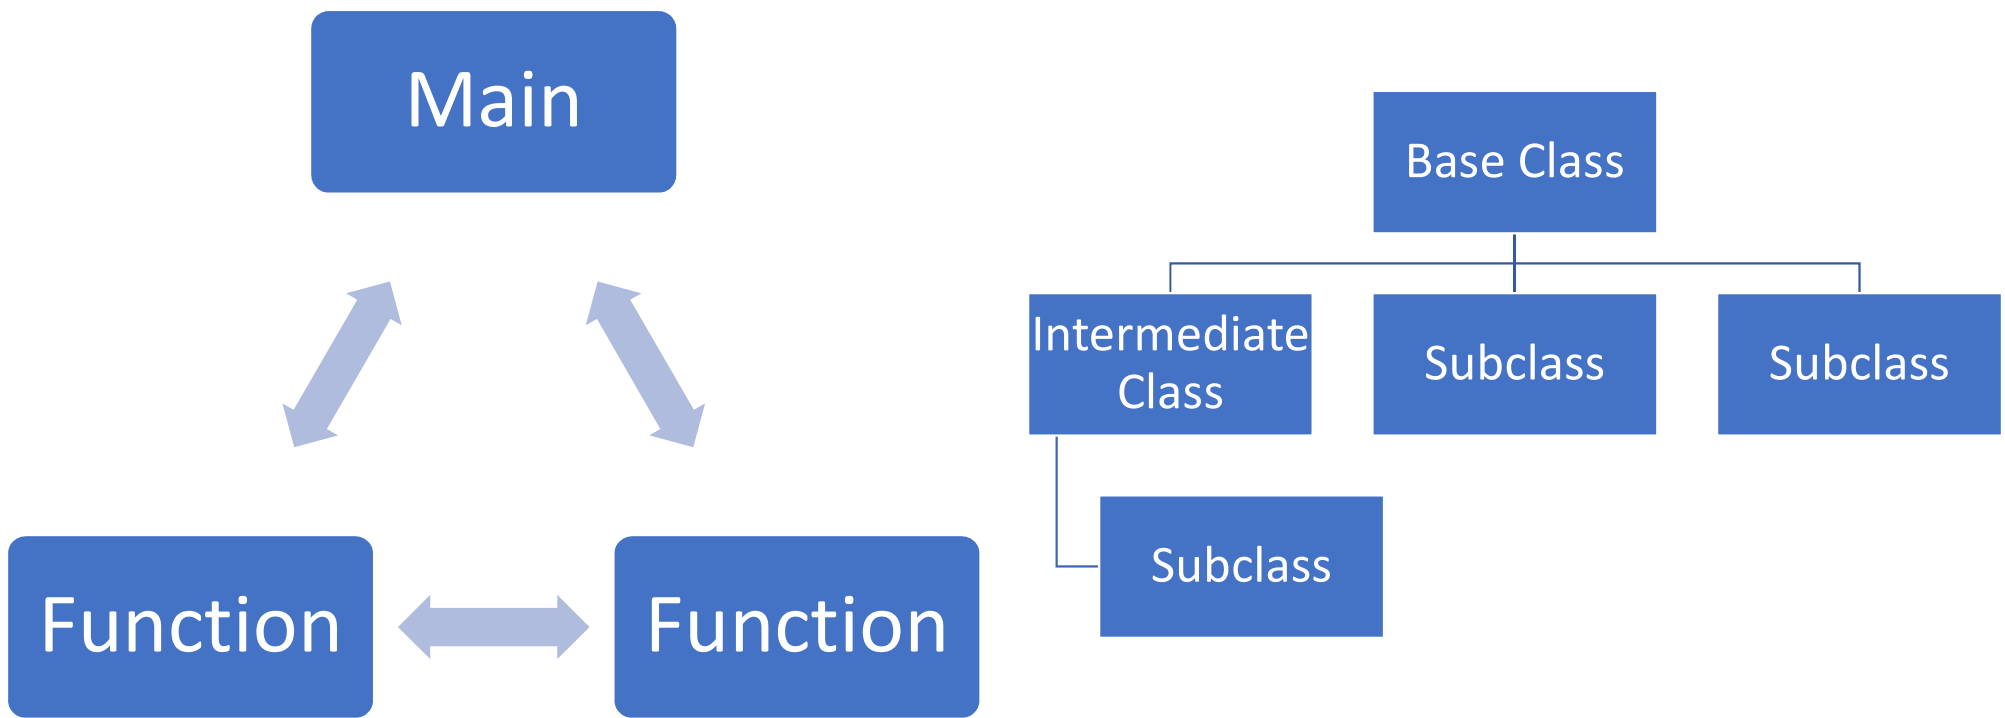 Main
Function
Function
Base Class
Intermediate
Class
Subclass
Subclass
Subclass